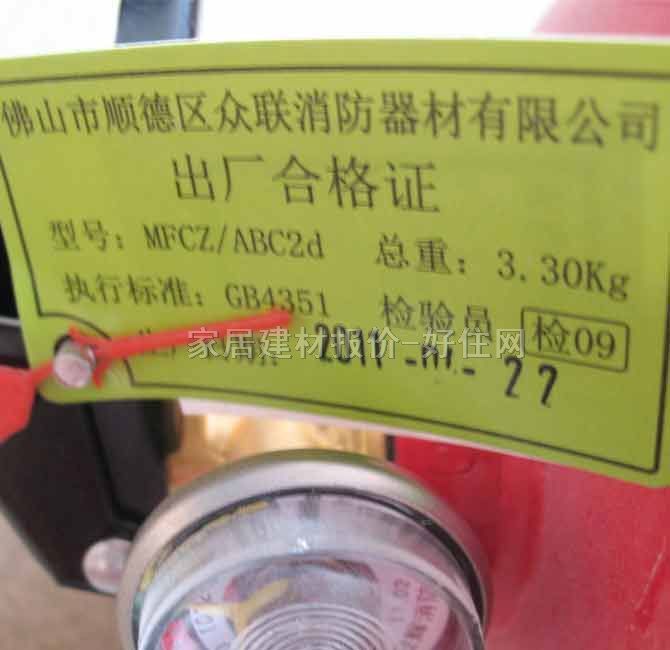 佛山市顺德区众联消防器材有限公司
出厂合格证
型号：MFCZ/ABC2d 总重：3.30Kg
执行标准：GB4351 检验员 检09
2011 - - 22
家居建材报价-好住网